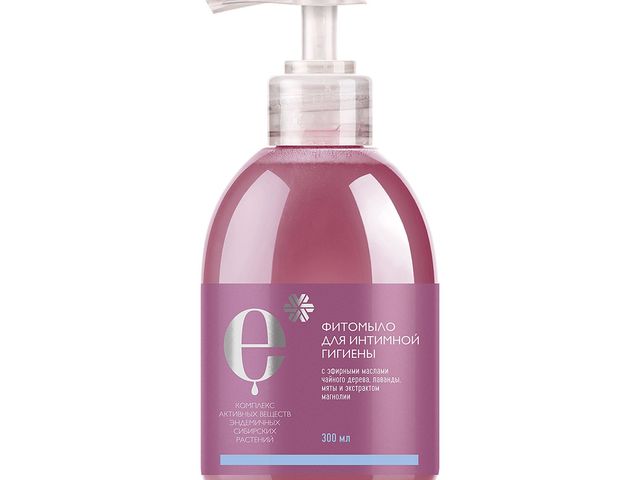 e
ФИТОМЫЛО
ДЛЯ ИНТИМНОЙ
ГИГИЕНЫ
с эфирными маслами
чайного дерева, лаванды,
мяты и экстрактом
магнолии
300 мл
КОМПЛЕКС
АКТИВНЫХ ВЕЩЕСТВ
ЭНДЕМИЧНЫХ
СИБИРСКИХ
РАСТЕНИЙ